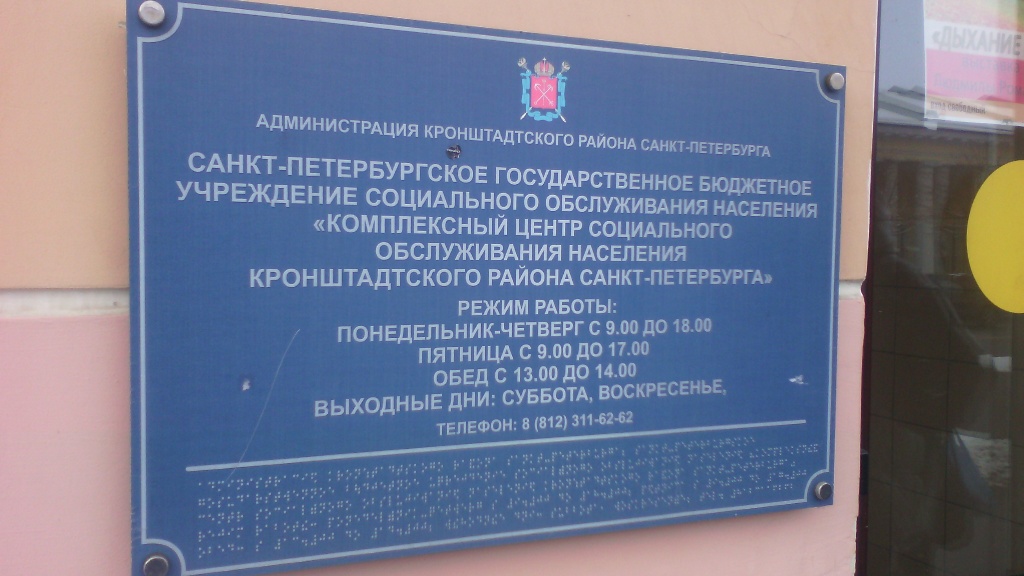 АДМИНИСТРАЦИЯ КРОНШТАДТСКОГО РАЙОНА САНКТ-ПЕТЕРБУРГА
САНКТ-ПЕТЕРБУРГСКОЕ ГОСУДАРСТВЕННОЕ БЮДЖЕТНОЕ
УЧРЕЖДЕНИЕ СОЦИАЛЬНОГО ОБСЛУЖИВАНИЯ НАСЕЛЕНИЯ
«КОМПЛЕКСНЫЙ ЦЕНТР СОЦИАЛЬНОГО
ОБСЛУЖИВАНИЯ НАСЕЛЕНИЯ
КРОНШТАДТСКОГО РАЙОНА САНКТ-ПЕТЕРБУРГА»
РЕЖИМ РАБОТЫ:
ПОНЕДЕЛЬНИК-ЧЕТВЕРГ С 9.00 ДО 18.00
ПЯТНИЦА С 9.00 ДО 17.00
ОБЕД С 13.00 ДО 14.00
ВЫХОДНЫЕ ДНИ: СУББОТА, ВОСКРЕСЕНЬЕ,
ТЕЛЕФОН: 8 (812) 311-62-62
«ДЫХАНИЕ